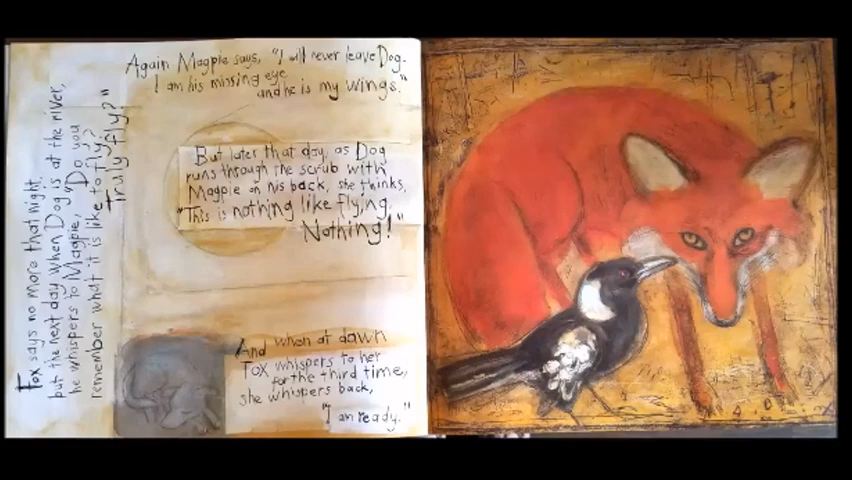 Fox says no more that night,
but the next day when Dog is at the river,
he whispers to Magpie, "Do you
remember what it is like to fly?
Truly fly?"
Again Magpie says, "I will never leave Dog.
I am his missing eye
and he is my wings."
But later that day, as Dog
runs through the scrub with
Magpie on his back, she thinks,
"This is nothing like flying.
Nothing!"
And when at dawn
Fox whispers to her
for the third time,
she whispers back,
"I am ready."